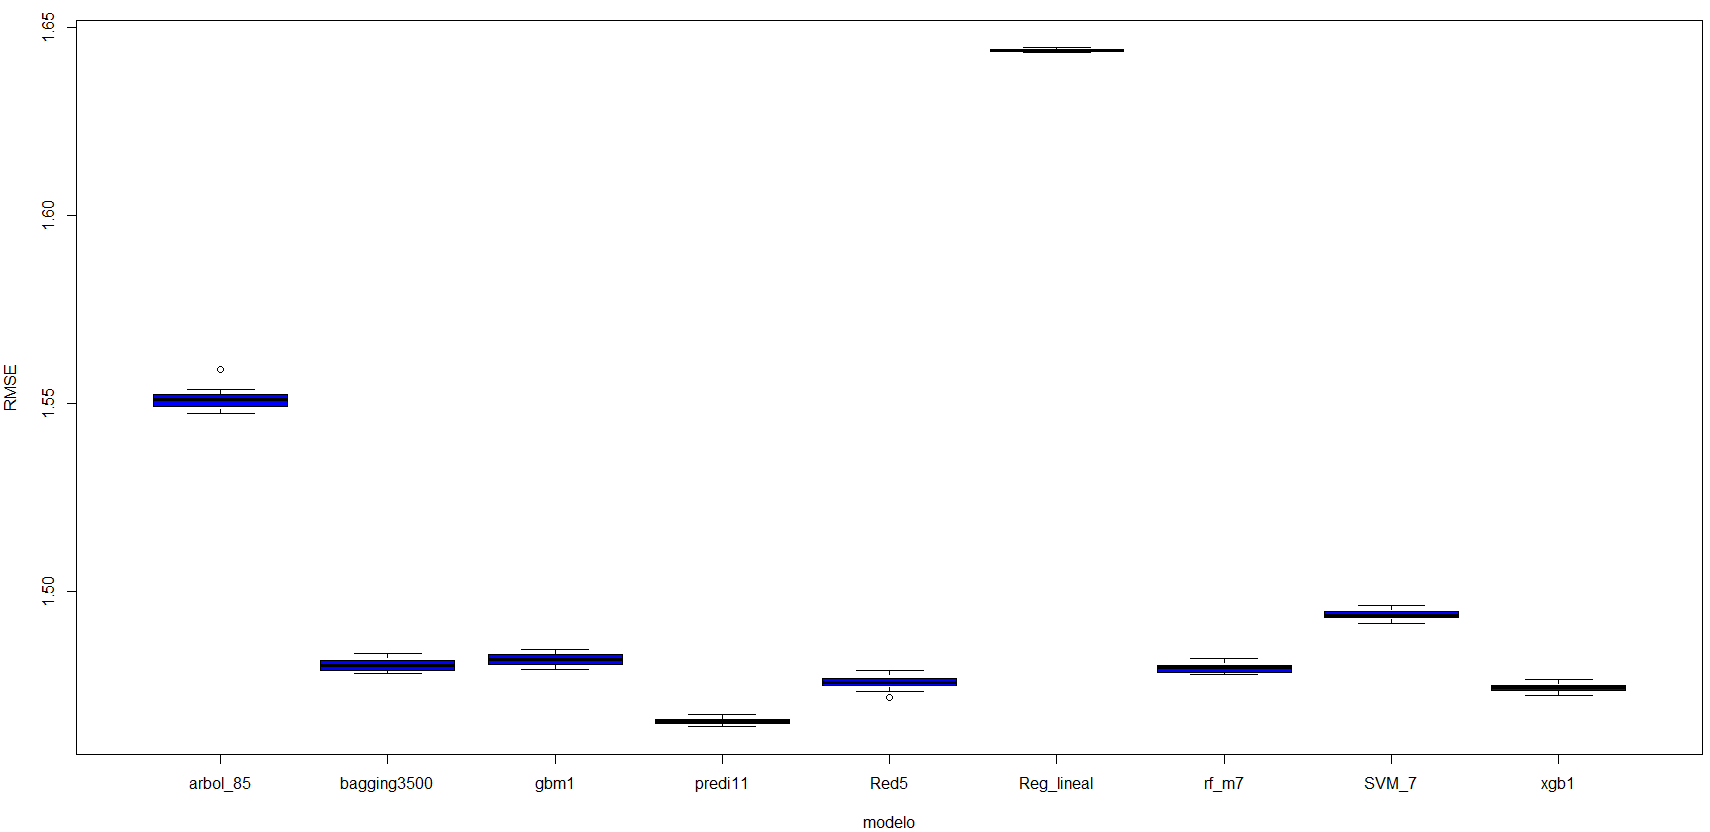 RMSE
1.65
1.60
1.55
1.50
arbol_85 bagging3500 gbm1 predi11 Red5 Reg_lineal rf_m7 SVM_7 xgb1
modelo